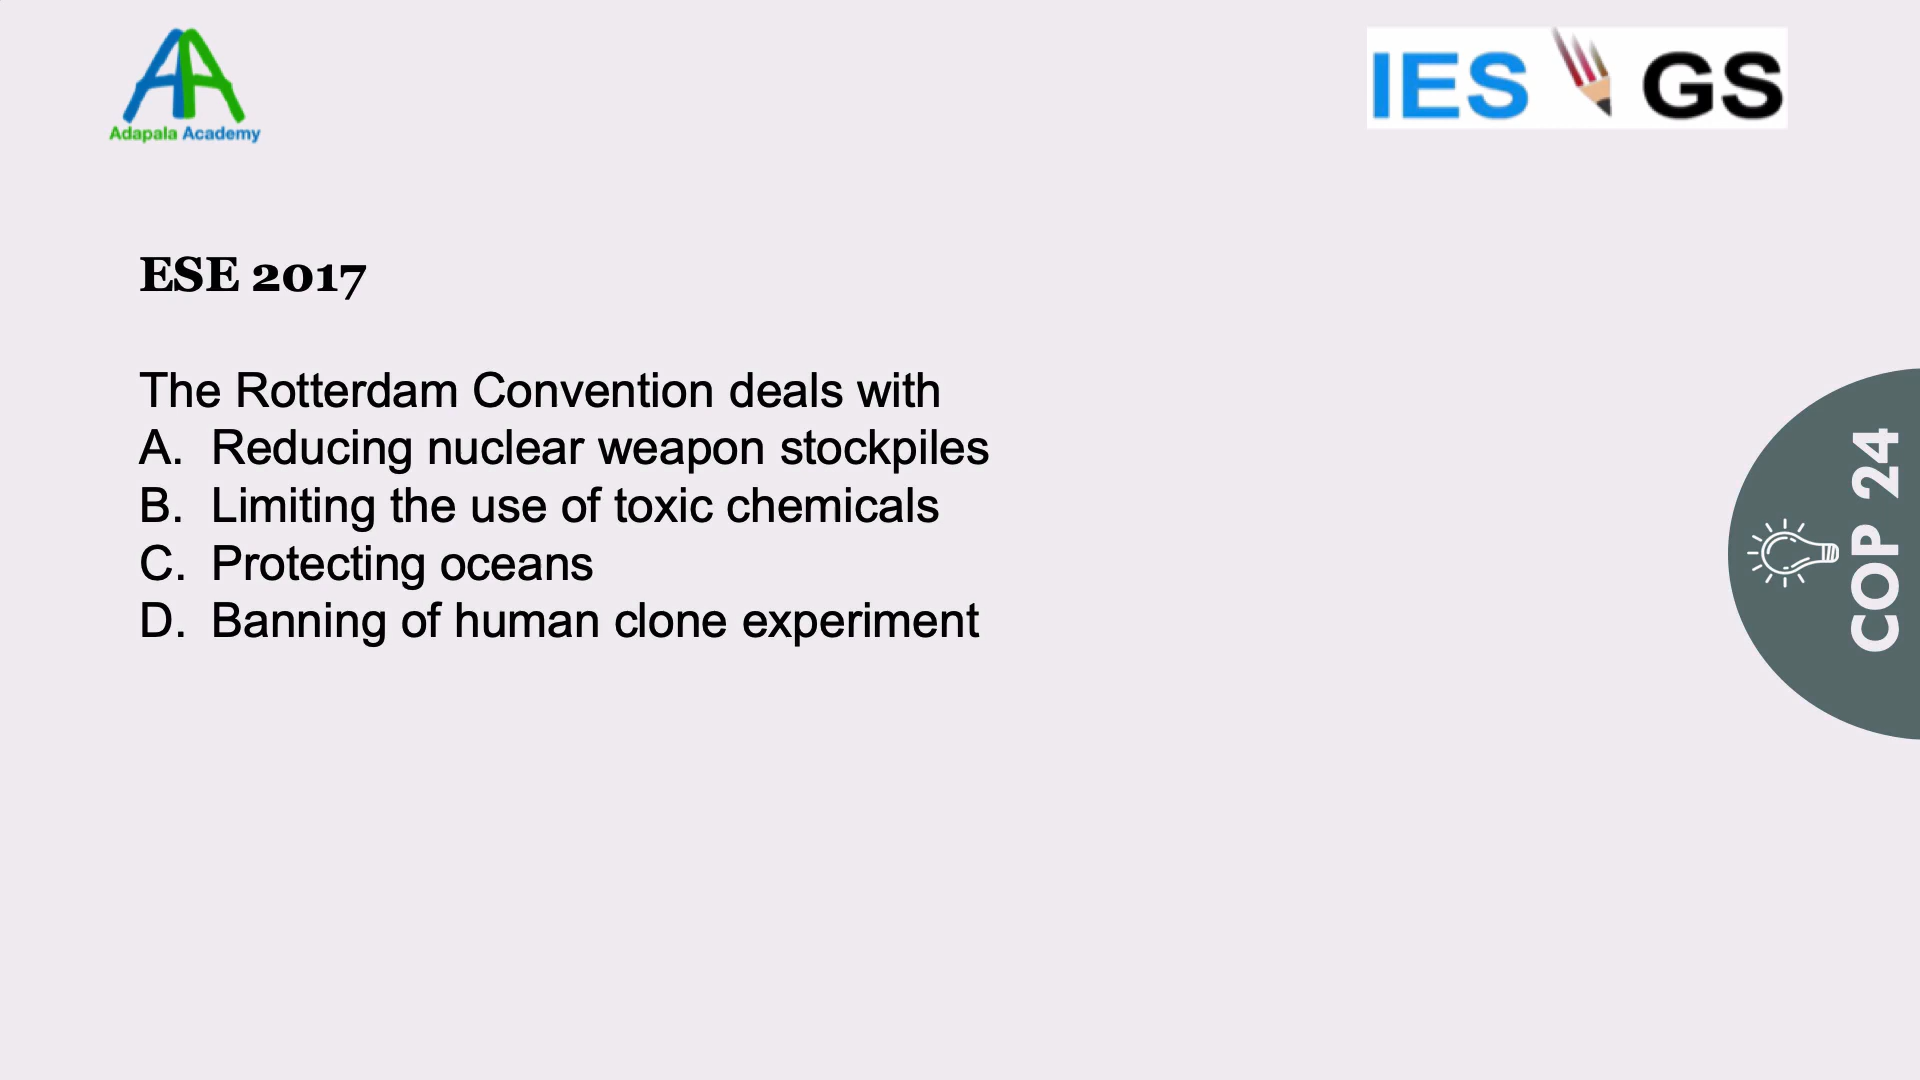 Adapala Academy
IES GS
ESE 2017
The Rotterdam Convention deals with
A. Reducing nuclear weapon stockpiles
B. Limiting the use of toxic chemicals
C. Protecting oceans
D. Banning of human clone experiment
COP 24